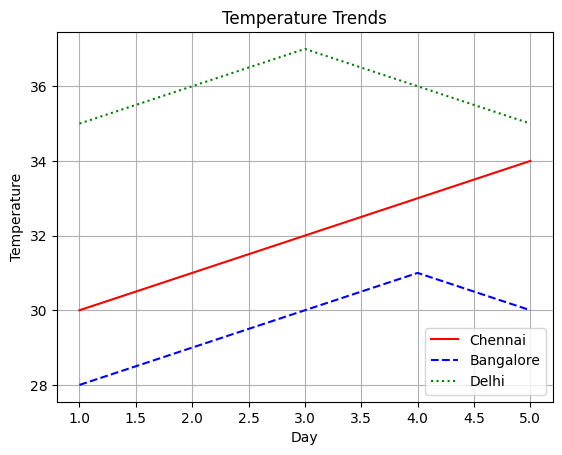 Temperature Trends
Temperature
36
34
32
30
28
1.0 1.5 2.0 2.5 3.0 3.5 4.0 4.5 5.0
Day
Chennai
Bangalore
Delhi